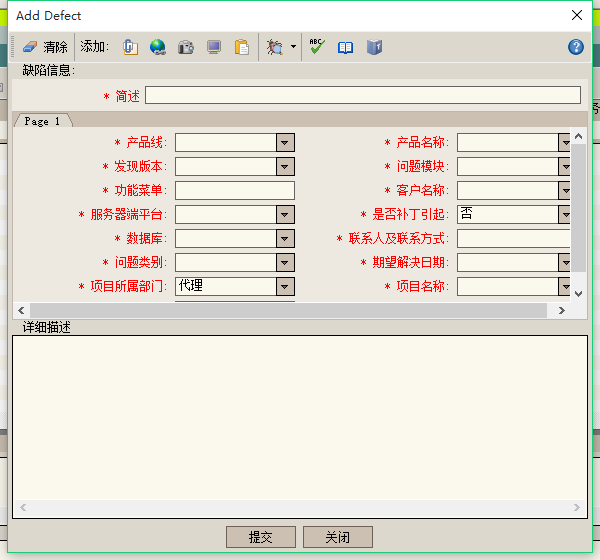 Add Defect
清除 添加: ABC
缺陷信息:
* 简述
Page 1
* 产品线: * 产品名称:
* 发现版本: * 问题模块:
* 功能菜单: * 客户名称:
* 服务器端平台: * 是否补丁引起: 否
* 数据库: * 联系人及联系方式:
* 问题类别: * 期望解决日期:
* 项目所属部门: 代理 * 项目名称:
详细描述
提交 关闭